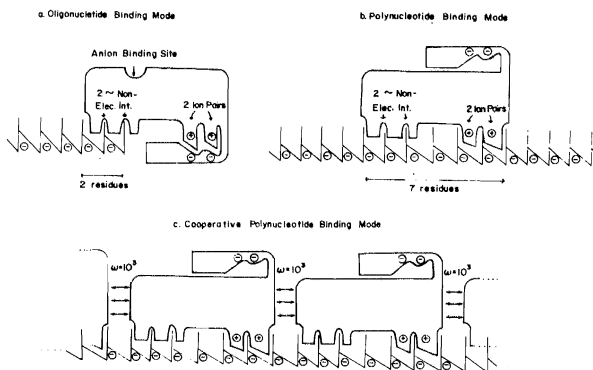 a. Oligonucletide Binding Mode
Anion Binding Site
2 ~ Non-
Elec. Int.
2 Ion Pairs
2 residues
b. Polynucleotide Binding Mode
2 ~ Non-
Elec. Int.
2 Ion Pairs
7 residues
c. Cooperative Polynucleotide Binding Mode
ω=10³
ω=10³
ω=10³